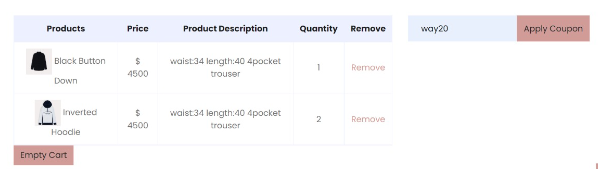 Products Price Product Description Quantity Remove
way20 Apply Coupon
Black Button
Down
$
4500
waist:34 length:40 4pocket
trouser
1
Remove
Inverted
Hoodie
$
4500
waist:34 length:40 4pocket
trouser
2
Remove
Empty Cart